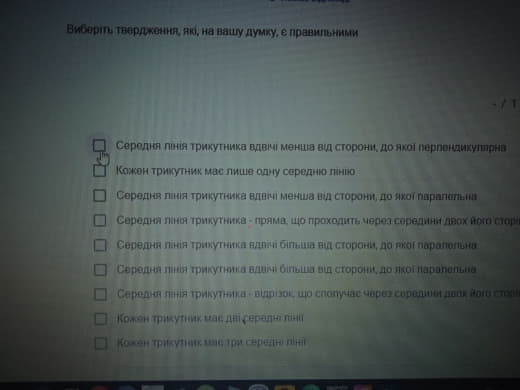 Виберіть твердження, які, на вашу думку, є правильними
- / 1
Середня лінія трикутника вдвічі менша від сторони, до якої перпендикулярна
Кожен трикутник має лише одну середню лінію
Середня лінія трикутника вдвічі менша від сторони, до якої паралельна
Середня лінія трикутника - пряма, що проходить через середини двох його
Середня лінія трикутника вдвічі більша від сторони, до якої паралельна
Середня лінія трикутника вдвічі більша від сторони, до якої паралельна
Середня лінія трикутника - відрізок, що сполучає через середини двох його
Кожен трикутник має дві середні лінії
Кожен трикутник має три середні лінії